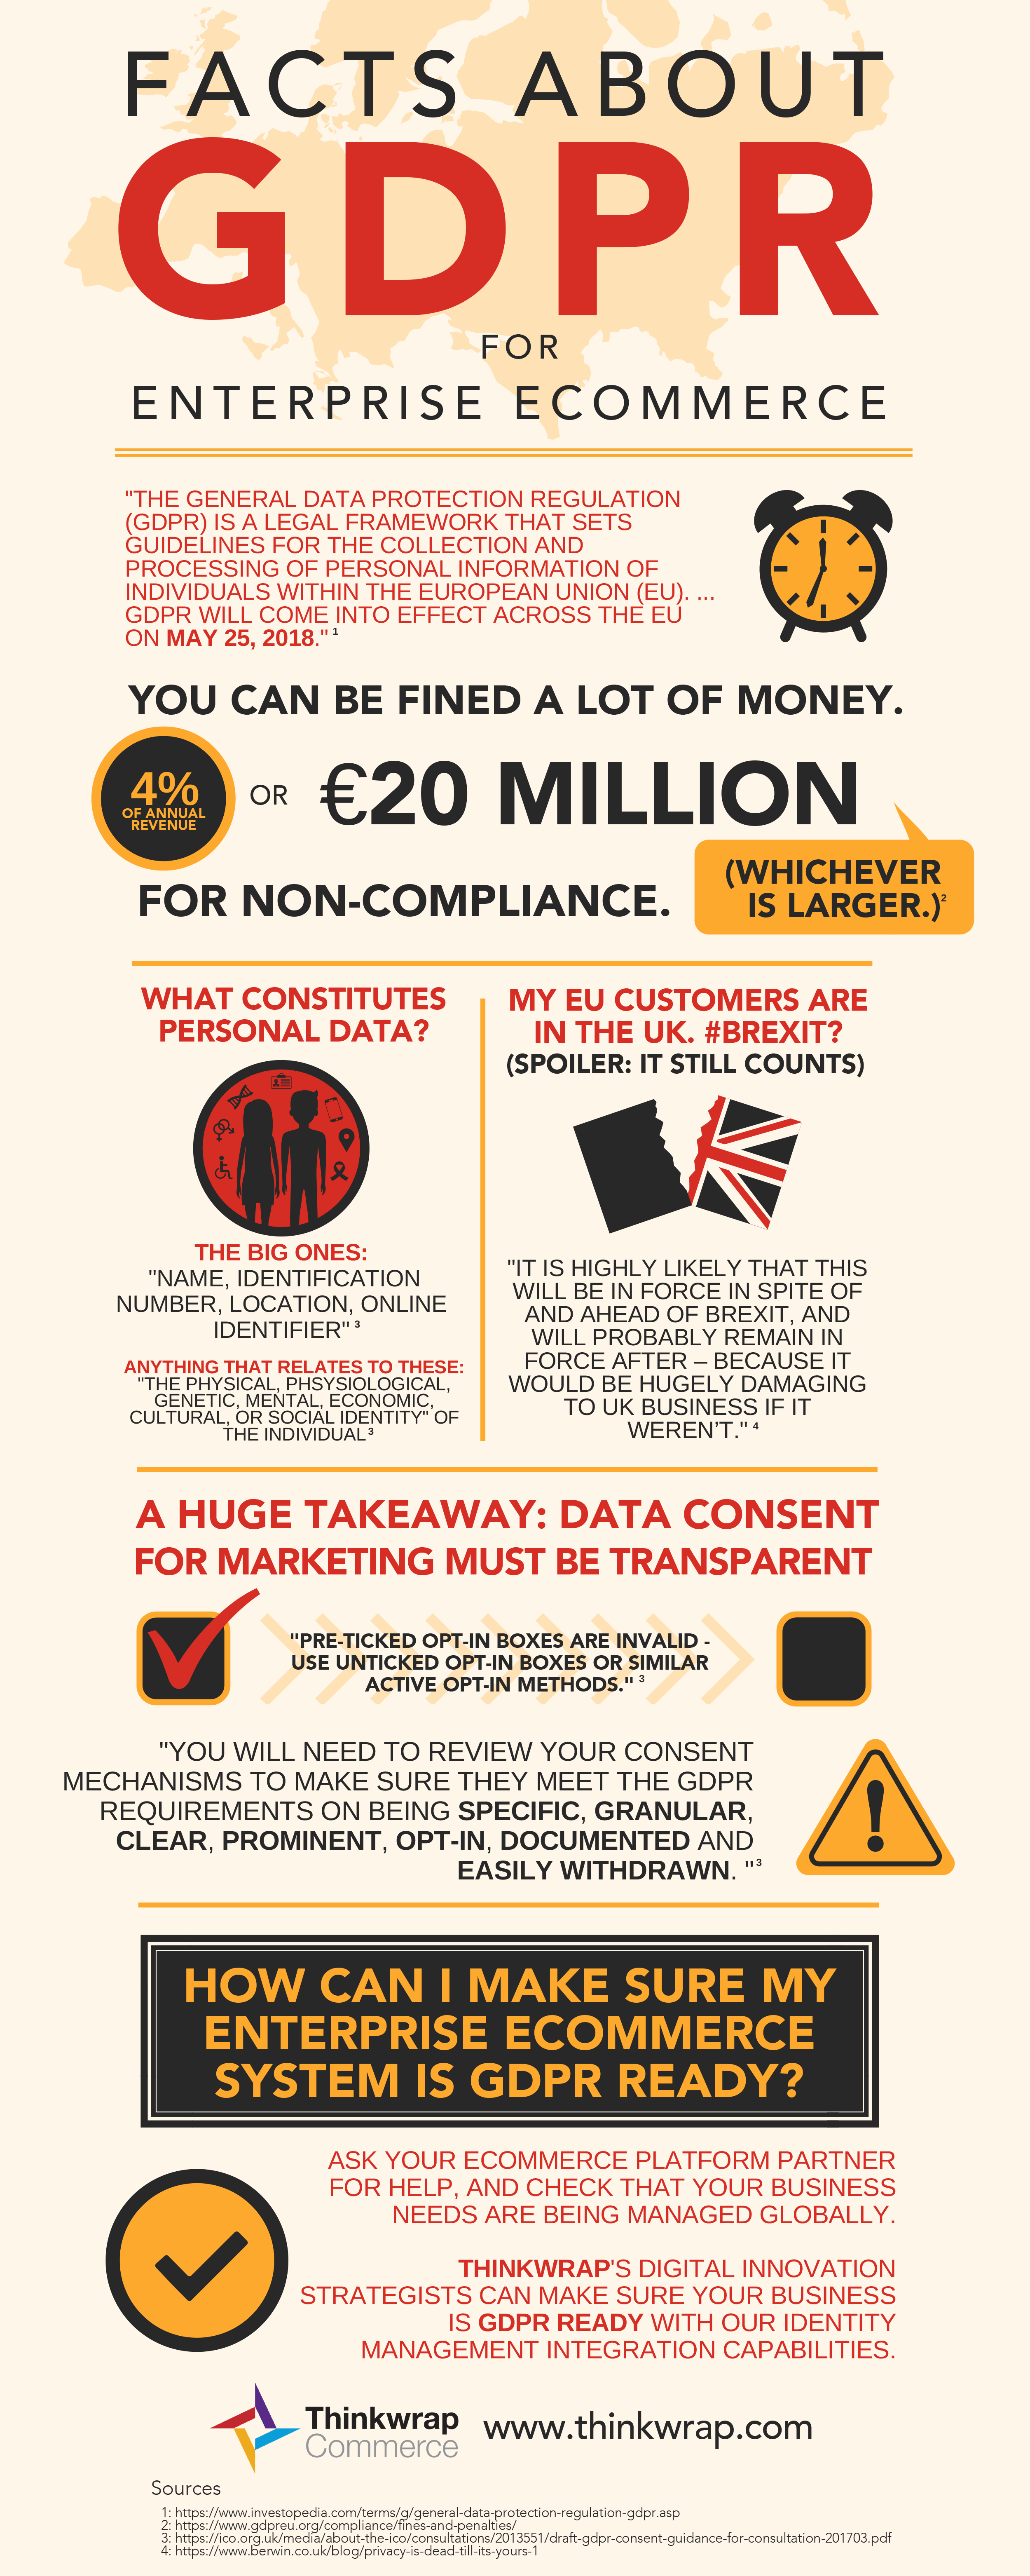 FACTS ABOUT
GDPR
FOR
ENTERPRISE ECOMMERCE
"THE GENERAL DATA PROTECTION REGULATION
(GDPR) IS A LEGAL FRAMEWORK THAT SETS
GUIDELINES FOR THE COLLECTION AND
PROCESSING OF PERSONAL INFORMATION OF
INDIVIDUALS WITHIN THE EUROPEAN UNION (EU). ...
GDPR WILL COME INTO EFFECT ACROSS THE EU
ON MAY 25, 2018." 1
YOU CAN BE FINED A LOT OF MONEY.
4%
OF ANNUAL
REVENUE
OR
€20 MILLION
FOR NON-COMPLIANCE.
(WHICHEVER
IS LARGER.)2
WHAT CONSTITUTES
PERSONAL DATA?
THE BIG ONES:
"NAME, IDENTIFICATION
NUMBER, LOCATION, ONLINE
IDENTIFIER" 3
ANYTHING THAT RELATES TO THESE:
"THE PHYSICAL, PHSYSIOLOGICAL,
GENETIC, MENTAL, ECONOMIC,
CULTURAL, OR SOCIAL IDENTITY" OF
THE INDIVIDUAL3
MY EU CUSTOMERS ARE
IN THE UK. #BREXIT?
(SPOILER: IT STILL COUNTS)
"IT IS HIGHLY LIKELY THAT THIS
WILL BE IN FORCE IN SPITE OF
AND AHEAD OF BREXIT, AND
WILL PROBABLY REMAIN IN
FORCE AFTER – BECAUSE IT
WOULD BE HUGELY DAMAGING
TO UK BUSINESS IF IT
WEREN'T." 4
A HUGE TAKEAWAY: DATA CONSENT
FOR MARKETING MUST BE TRANSPARENT
"PRE-TICKED OPT-IN BOXES ARE INVALID -
USE UNTICKED OPT-IN BOXES OR SIMILAR
ACTIVE OPT-IN METHODS." 3
"YOU WILL NEED TO REVIEW YOUR CONSENT
MECHANISMS TO MAKE SURE THEY MEET THE GDPR
REQUIREMENTS ON BEING SPECIFIC, GRANULAR,
CLEAR, PROMINENT, OPT-IN, DOCUMENTED AND
EASILY WITHDRAWN. "3
HOW CAN I MAKE SURE MY
ENTERPRISE ECOMMERCE
SYSTEM IS GDPR READY?
ASK YOUR ECOMMERCE PLATFORM PARTNER
FOR HELP, AND CHECK THAT YOUR BUSINESS
NEEDS ARE BEING MANAGED GLOBALLY.
THINKWRAP'S DIGITAL INNOVATION
STRATEGISTS CAN MAKE SURE YOUR BUSINESS
IS GDPR READY WITH OUR IDENTITY
MANAGEMENT INTEGRATION CAPABILITIES.
Thinkwrap
Commerce
www.thinkwrap.com
Sources
1: https://www.investopedia.com/terms/g/general-data-protection-regulation-gdpr.asp
2: https://www.gdpreu.org/compliance/fines-and-penalties/
3: https://ico.org.uk/media/about-the-ico/consultations/2013551/draft-gdpr-consent-guidance-for-consultation-201703.pdf
4: https://www.berwin.co.uk/blog/privacy-is-dead-till-its-yours-1